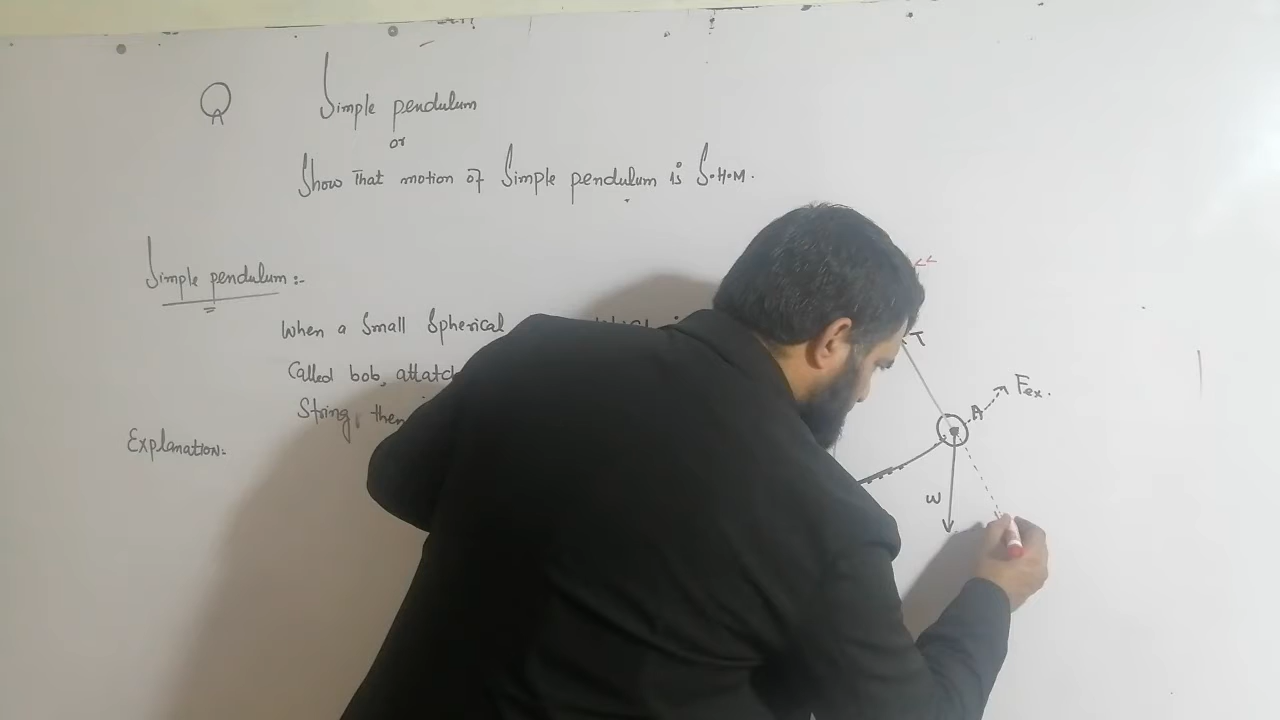 Q Simple pendulum
or
Show That motion of Simple pendulum is S.H.M.
Simple pendulum :-
When a Small Spherical
Called bob, attatc
String, then
Explanation:
T
A
Fex.
w